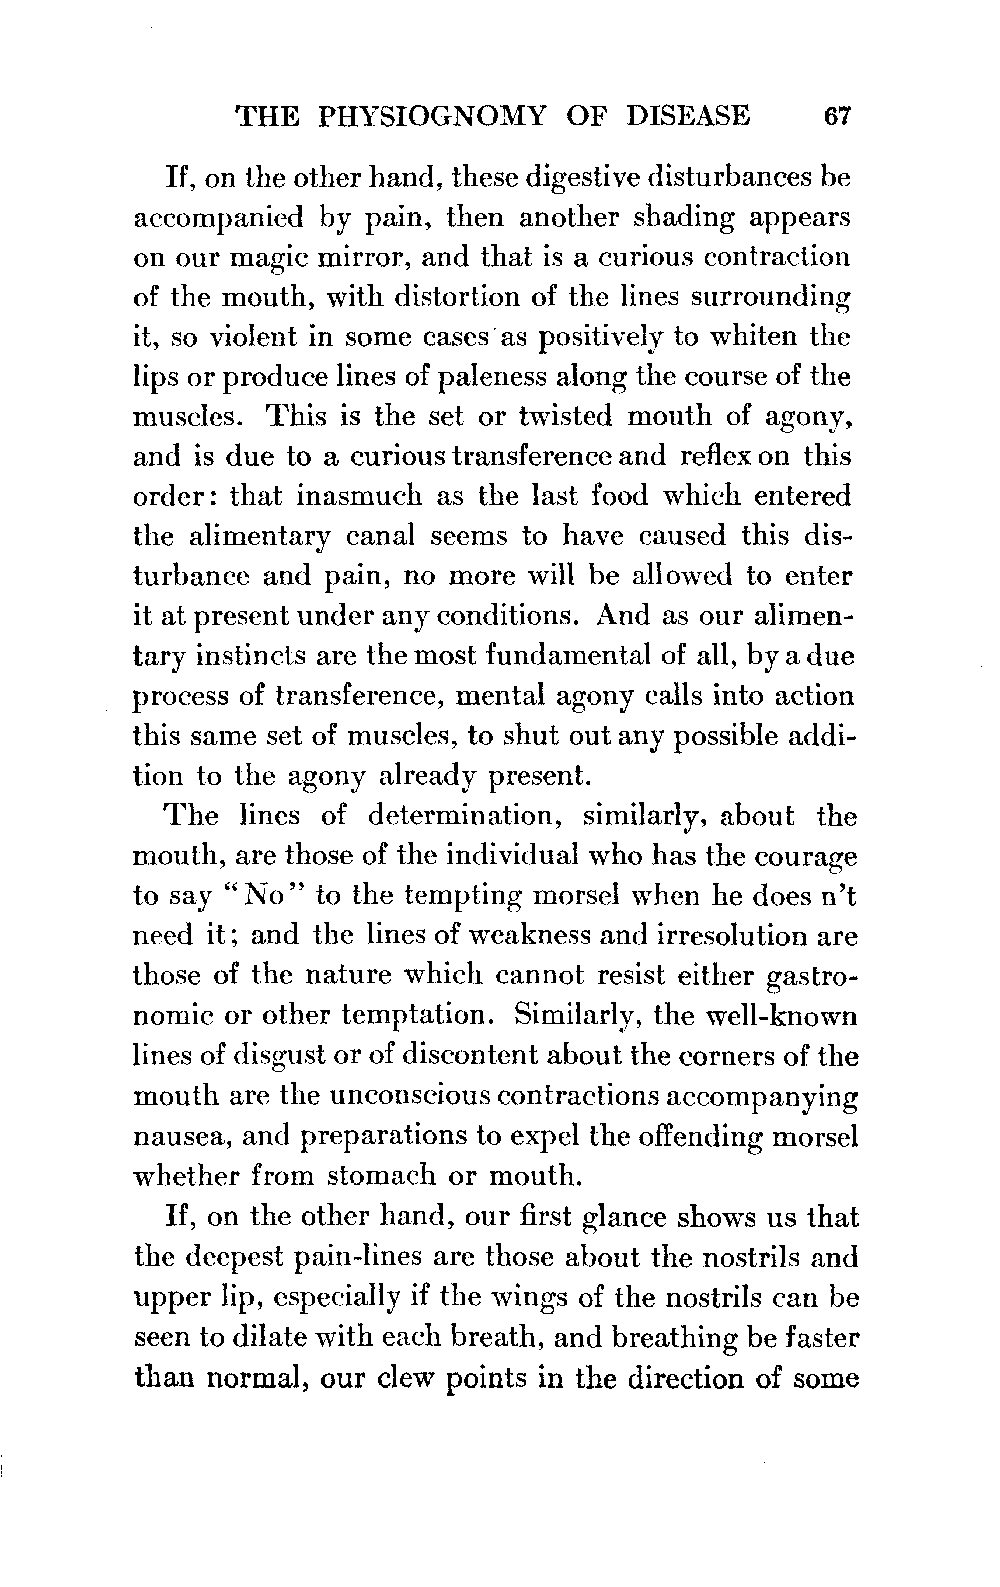 THE PHYSIOGNOMY OF DISEASE 67
If, on the other hand, these digestive disturbances be
accompanied by pain, then another shading appears
on our magic mirror, and that is a curious contraction
of the mouth, with distortion of the lines surrounding
it, so violent in some cases as positively to whiten the
lips or produce lines of paleness along the course of the
muscles. This is the set or twisted mouth of agony,
and is due to a curious transference and reflex on this
order: that inasmuch as the last food which entered
the alimentary canal seems to have caused this dis-
turbance and pain, no more will be allowed to enter
it at present under any conditions. And as our alimen-
tary instincts are the most fundamental of all, by a due
process of transference, mental agony calls into action
this same set of muscles, to shut out any possible addi-
tion to the agony already present.
The lines of determination, similarly, about the
mouth, are those of the individual who has the courage
to say "No" to the tempting morsel when he does n't
need it; and the lines of weakness and irresolution are
those of the nature which cannot resist either gastro-
nomic or other temptation. Similarly, the well-known
lines of disgust or of discontent about the corners of the
mouth are the unconscious contractions accompanying
nausea, and preparations to expel the offending morsel
whether from stomach or mouth.
If, on the other hand, our first glance shows us that
the deepest pain-lines are those about the nostrils and
upper lip, especially if the wings of the nostrils can be
seen to dilate with each breath, and breathing be faster
than normal, our clew points in the direction of some